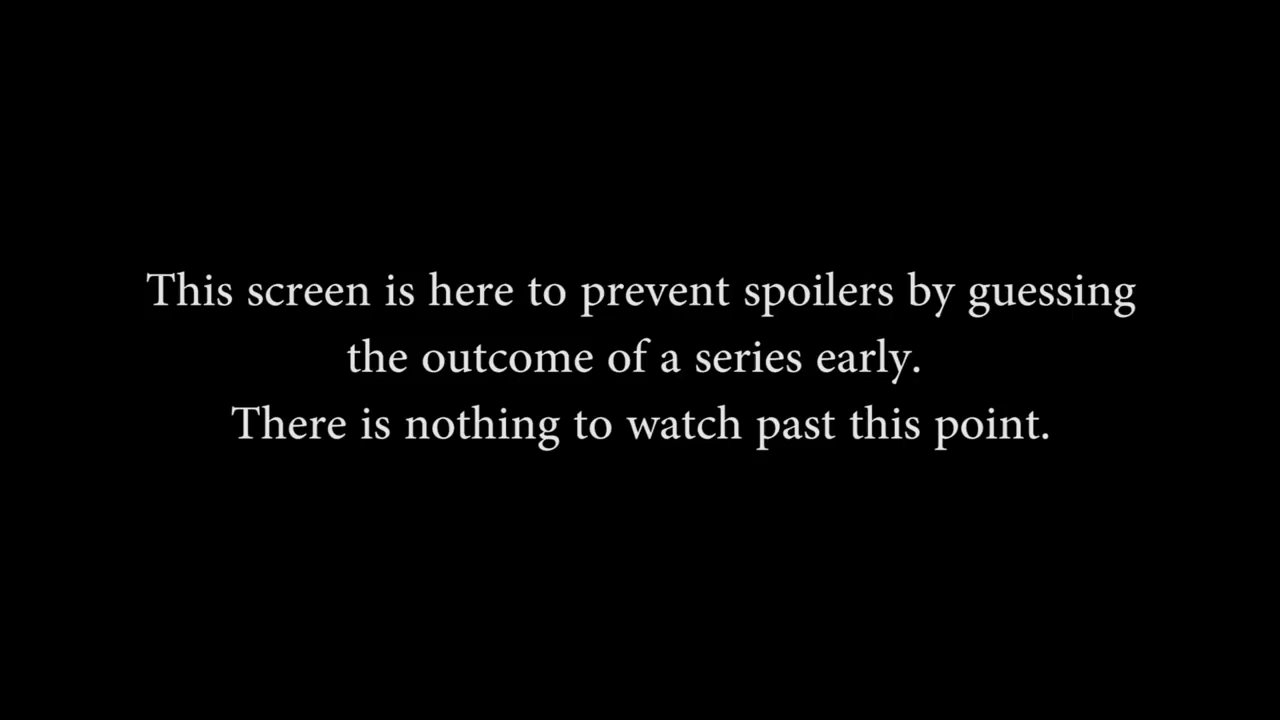 This screen is here to prevent spoilers by guessing
the outcome of a series early.
There is nothing to watch past this point.